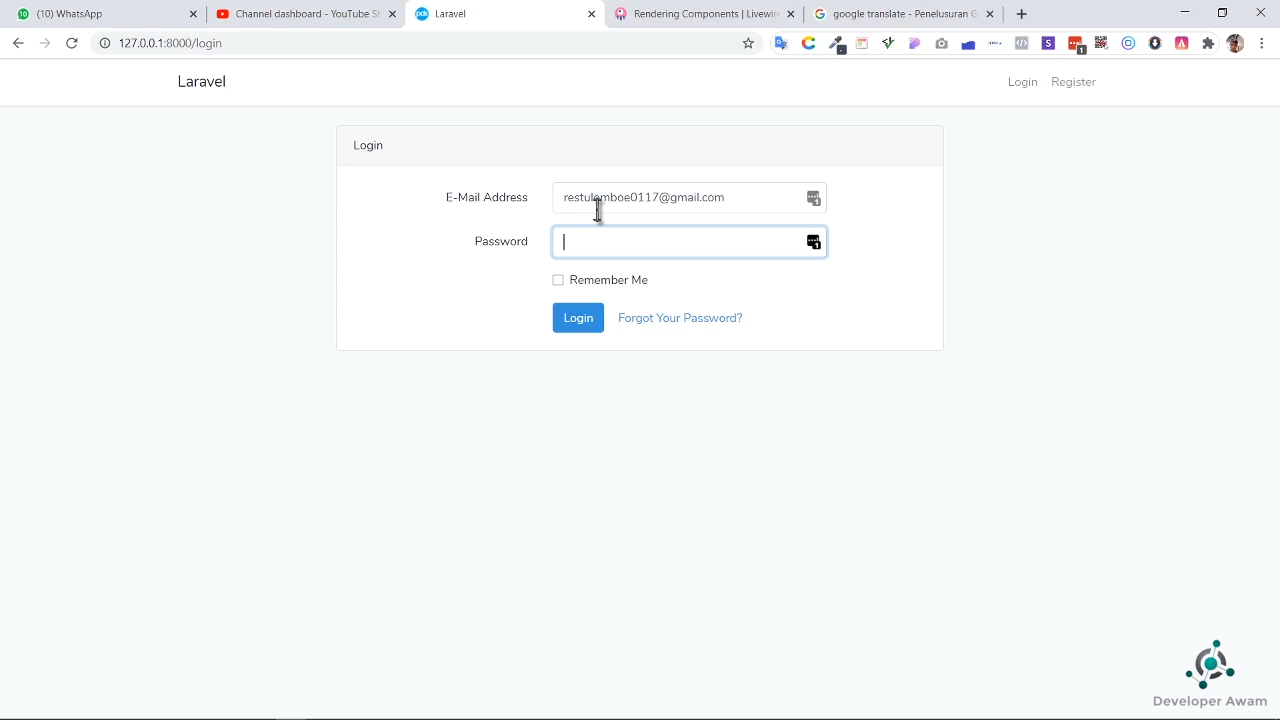 (10) WhatsApp
Channel dashboard - YouTube St
Laravel
Rendering Components | Livewir
google translate - Penelusuran G
127.0.0.1:8000/login
Laravel
Login Register
Login
E-Mail Address restulemboe0117@gmail.com
Password
Remember Me
Login Forgot Your Password?
Developer Awam